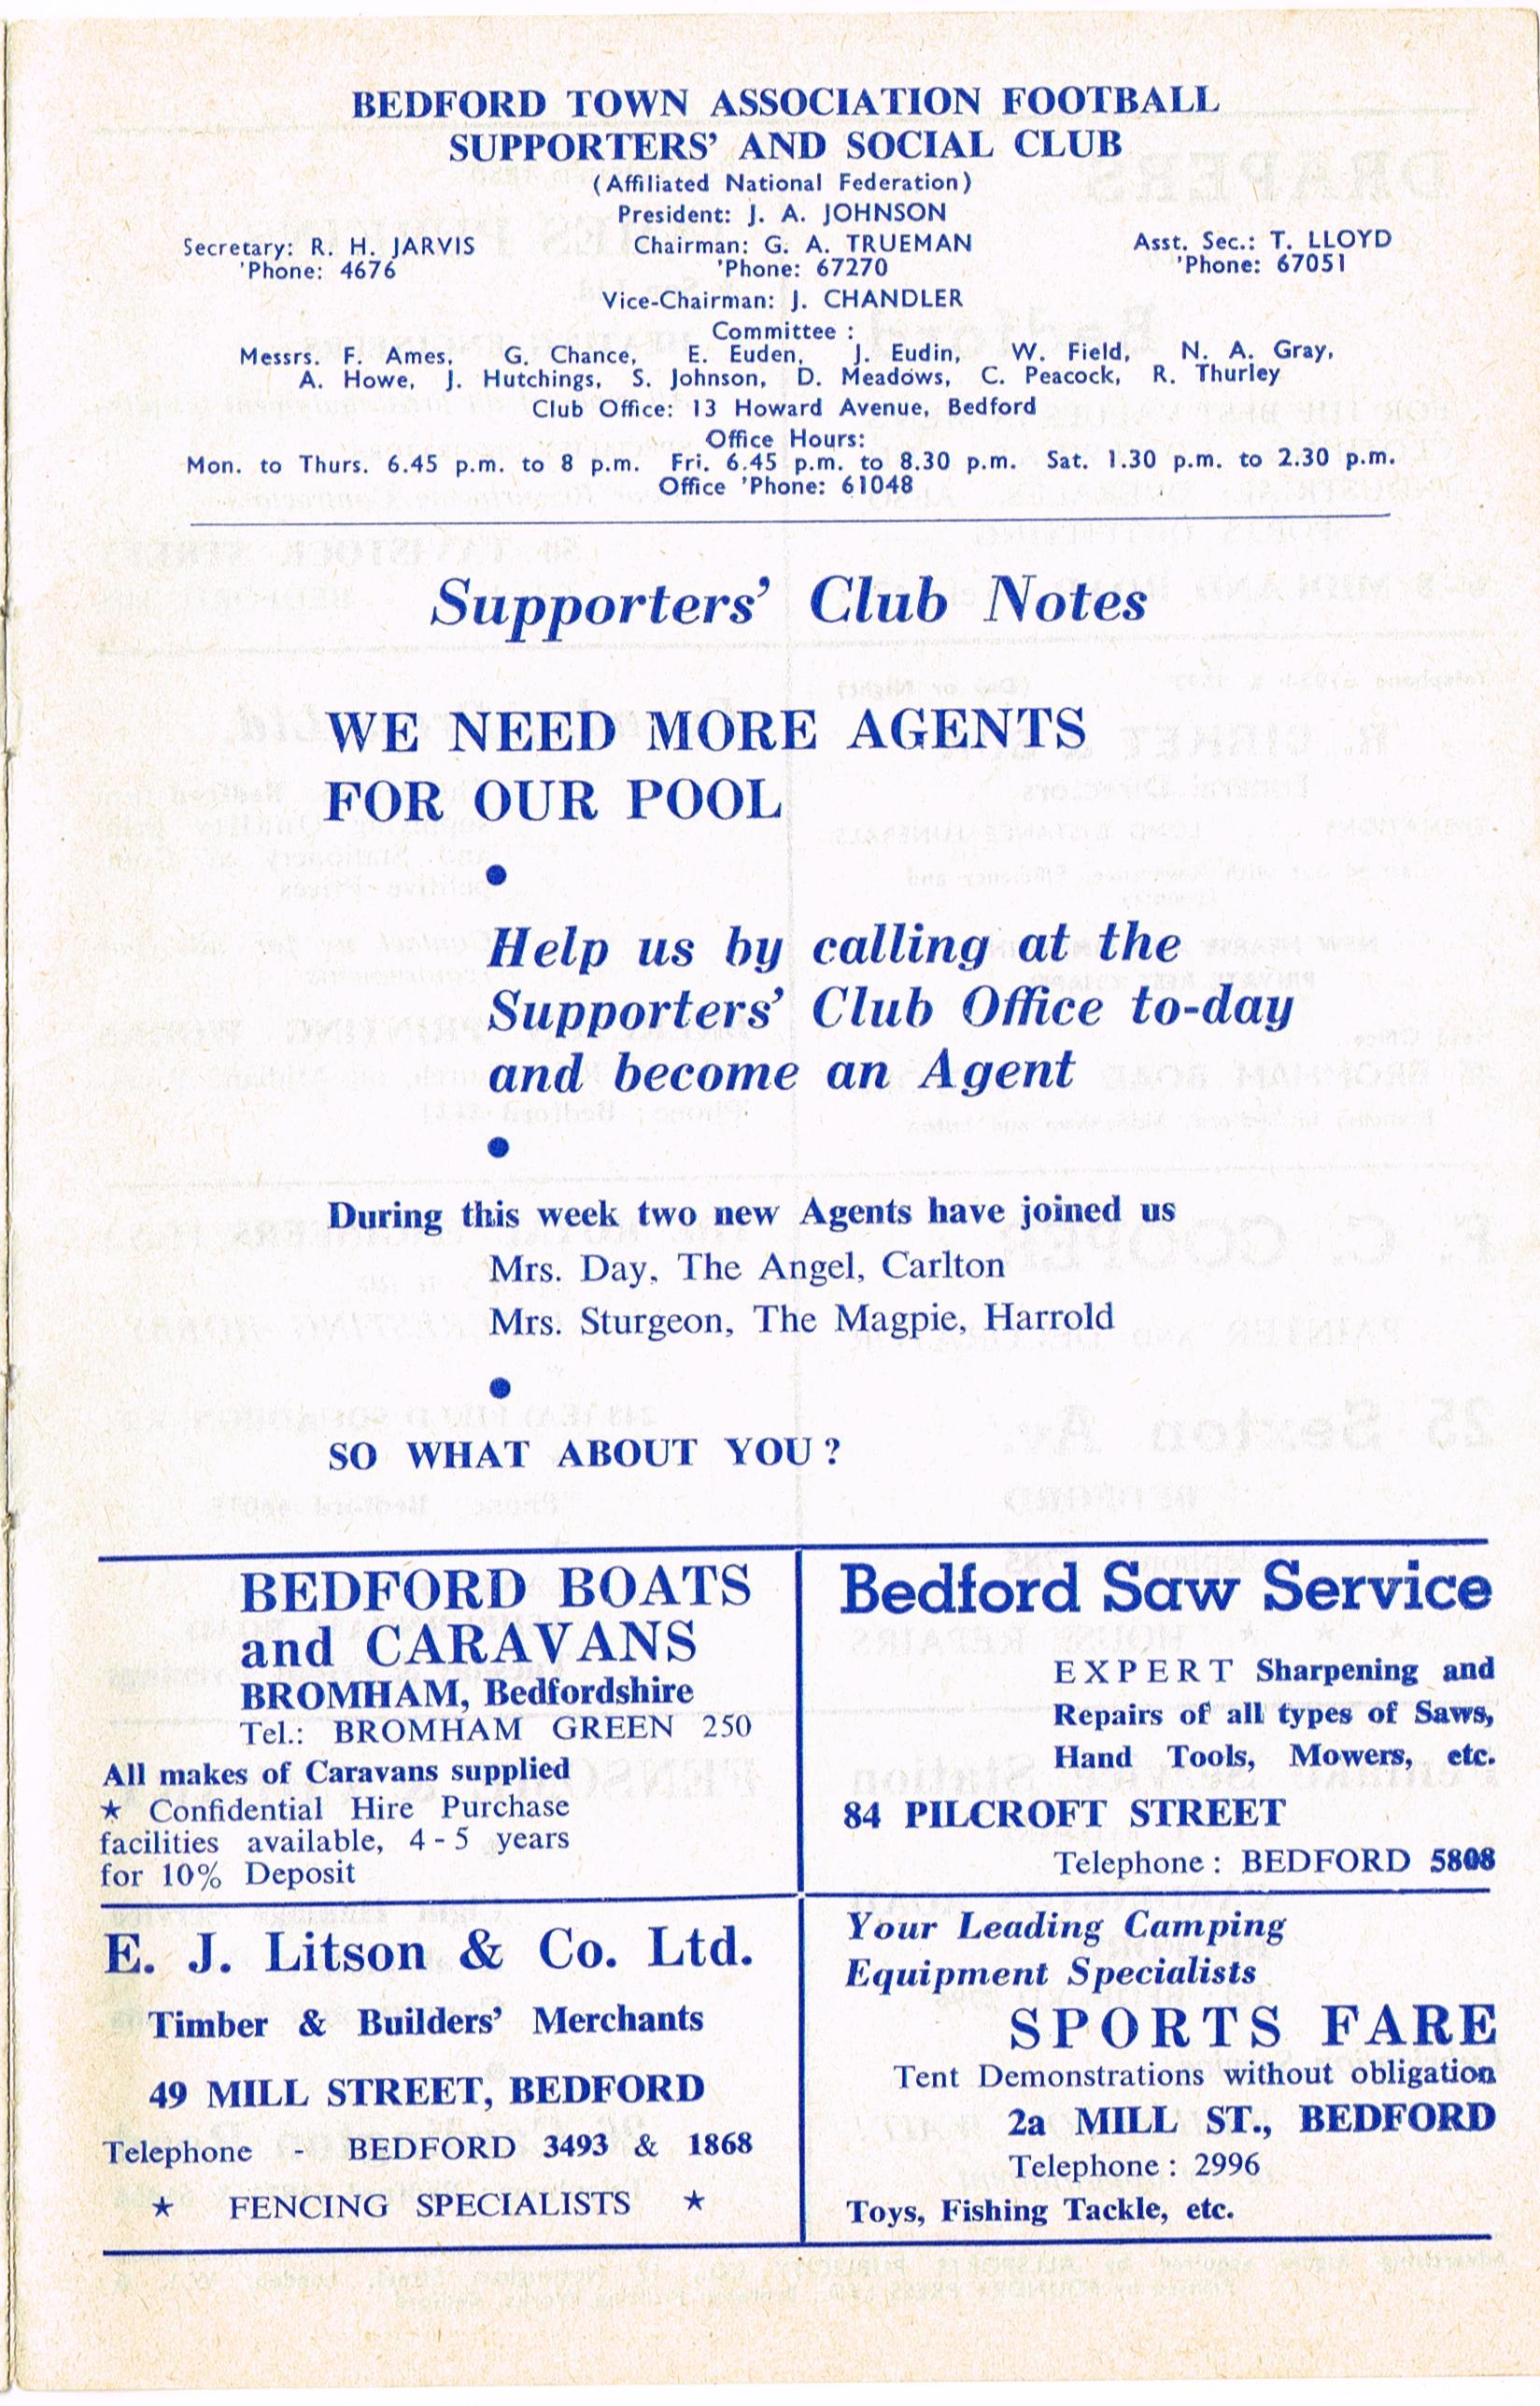 BEDFORD TOWN ASSOCIATION FOOTBALL
SUPPORTERS' AND SOCIAL CLUB
(Affiliated National Federation)
President: J. A. JOHNSON
Secretary: R. H. JARVIS
'Phone: 4676
Chairman: G. A. TRUEMAN
'Phone: 67270
Asst. Sec.: T. LLOYD
'Phone: 67051
Vice-Chairman: J. CHANDLER
Committee :
Messrs. F. Ames, G. Chance, E. Euden, J. Eudin, W. Field, N. A. Gray,
A. Howe, J. Hutchings, S. Johnson, D. Meadows, C. Peacock, R. Thurley
Club Office: 13 Howard Avenue, Bedford
Office Hours:
Mon. to Thurs. 6.45 p.m. to 8 p.m. Fri. 6.45 p.m. to 8.30 p.m. Sat. 1.30 p.m. to 2.30 p.m.
Office 'Phone: 61048
Supporters' Club Notes
WE NEED MORE AGENTS
FOR OUR POOL
•
Help us by calling at the
Supporters' Club Office to-day
and become an Agent
•
During this week two new Agents have joined us
Mrs. Day, The Angel, Carlton
Mrs. Sturgeon, The Magpie, Harrold
•
SO WHAT ABOUT YOU?
BEDFORD BOATS
and CARAVANS
BROMHAM, Bedfordshire
Tel.: BROMHAM GREEN 250
All makes of Caravans supplied
★ Confidential Hire Purchase
facilities available, 4 - 5 years
for 10% Deposit
Bedford Saw Service
EXPERT Sharpening and
Repairs of all types of Saws,
Hand Tools, Mowers, etc.
84 PILCROFT STREET
Telephone : BEDFORD 5808
E. J. Litson & Co. Ltd.
Timber & Builders' Merchants
49 MILL STREET, BEDFORD
Telephone - BEDFORD 3493 & 1868
★ FENCING SPECIALISTS ★
Your Leading Camping
Equipment Specialists
SPORTS FARE
Tent Demonstrations without obligation
2a MILL ST., BEDFORD
Telephone : 2996
Toys, Fishing Tackle, etc.